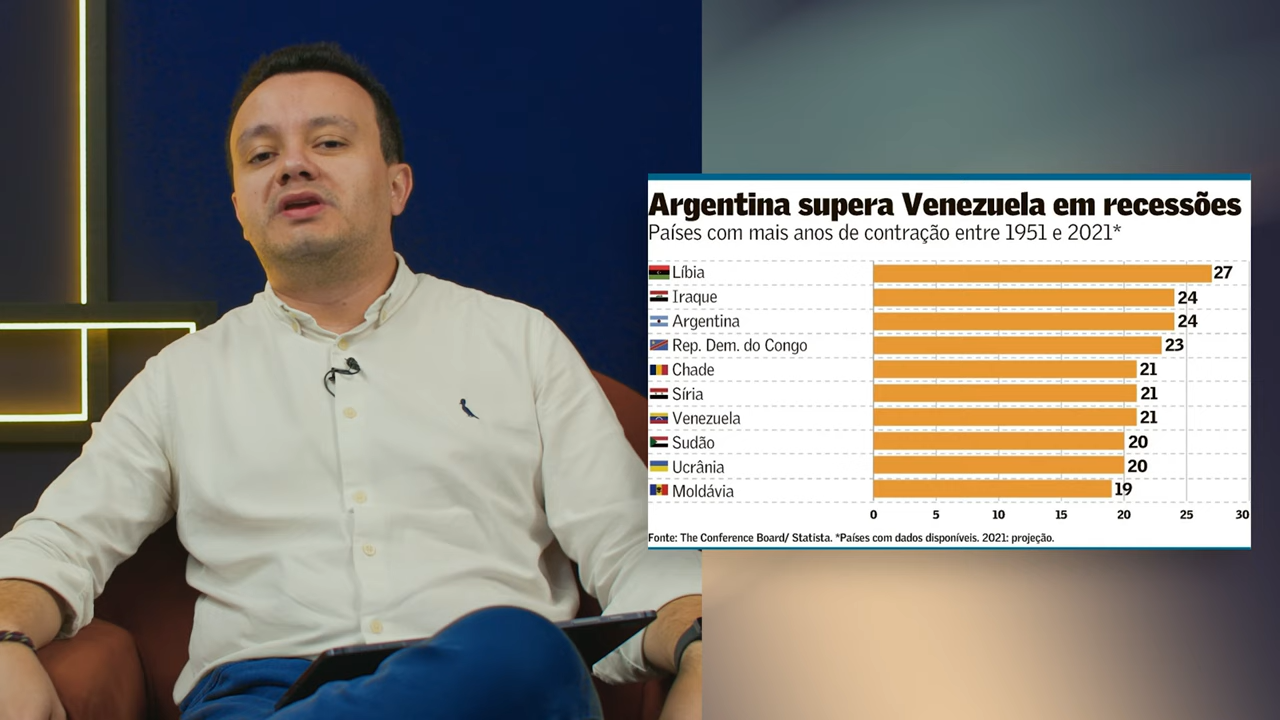 Argentina supera Venezuela em recessões
Países com mais anos de contração entre 1951 e 2021*
Líbia 27
Iraque 24
Argentina 24
Rep. Dem. do Congo 23
Chade 21
Síria 21
Venezuela 21
Sudão 20
Ucrânia 20
Moldávia 19
0 5 10 15 20 25 30
Fonte: The Conference Board/ Statista. *Países com dados disponíveis. 2021: projeção.